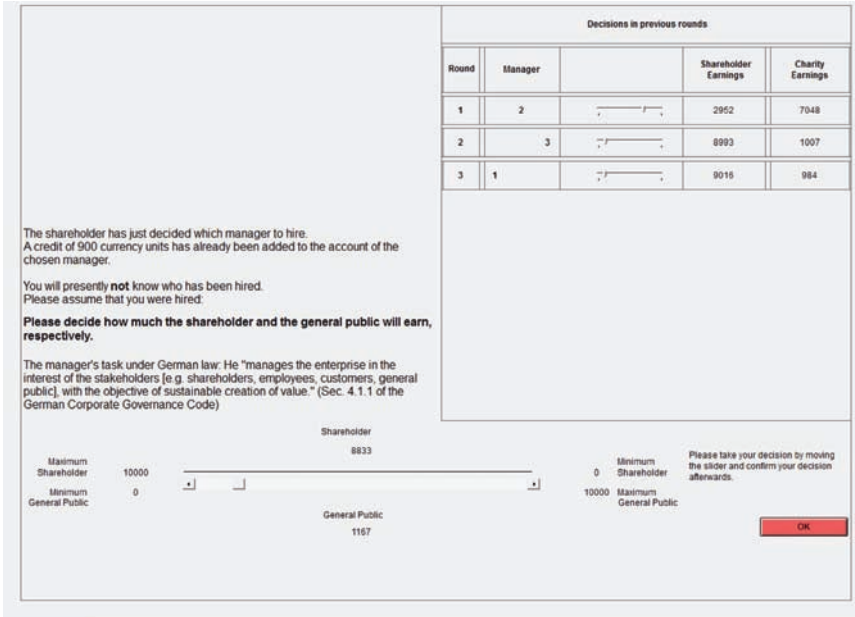 Decisions in previous rounds
Round Manager Shareholder Earnings Charity Earnings
1 2 2952 7048
2 3 8993 1007
3 1 9016 984
The shareholder has just decided which manager to hire.
A credit of 900 currency units has already been added to the account of the
chosen manager.
You will presently not know who has been hired.
Please assume that you were hired:
Please decide how much the shareholder and the general public will earn,
respectively.
The manager's task under German law: He "manages the enterprise in the
interest of the stakeholders [e.g. shareholders, employees, customers, general
public], with the objective of sustainable creation of value." (Sec. 4.1.1 of the
German Corporate Governance Code)
Shareholder
8833
Maximum
Shareholder 10000
Minimum
General Public 0
General Public
1167
Minimum
0 Shareholder
10000 Maximum
General Public
Please take your decision by moving
the slider and confirm your decision
afterwards.
OK